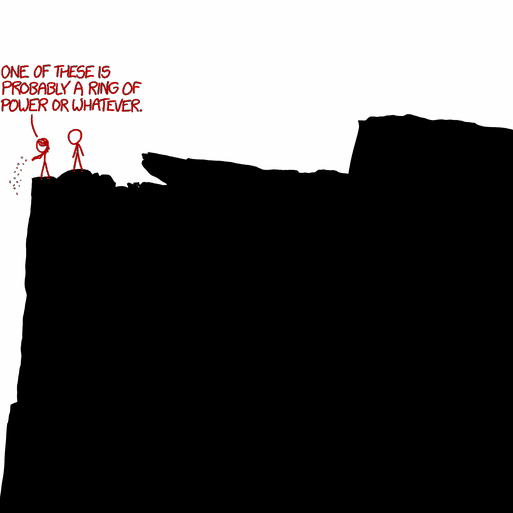 ONE OF THESE IS
PROBABLY A RING OF
POWER OR WHATEVER.